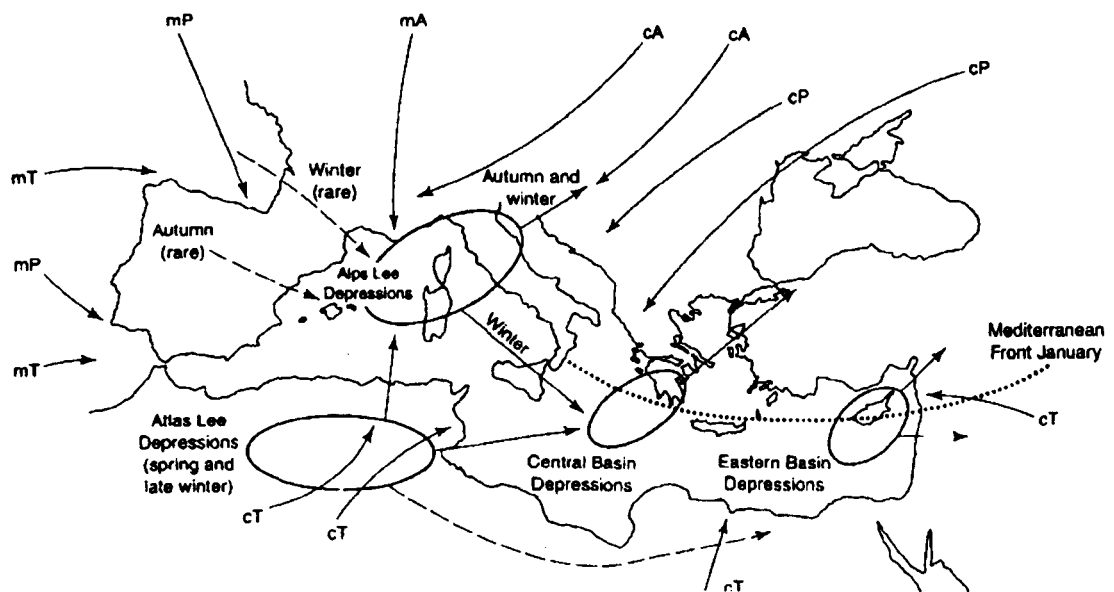 mP
mA
cA
cA
cP
cP
mT
Winter
(rare)
Autumn and
winter
Autumn
(rare)
mP
Alps Lee
Depressions
Winter
Mediterranean
Front January
mT
cT
Atlas Lee
Depressions
(spring and
late winter)
Central Basin
Depressions
Eastern Basin
Depressions
cT
cT
cT